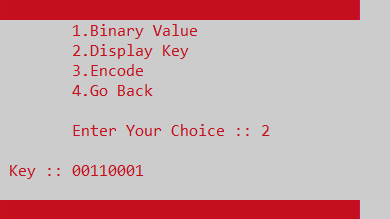 1.Binary Value
2.Display Key
3.Encode
4.Go Back
Enter Your Choice :: 2
Key :: 00110001